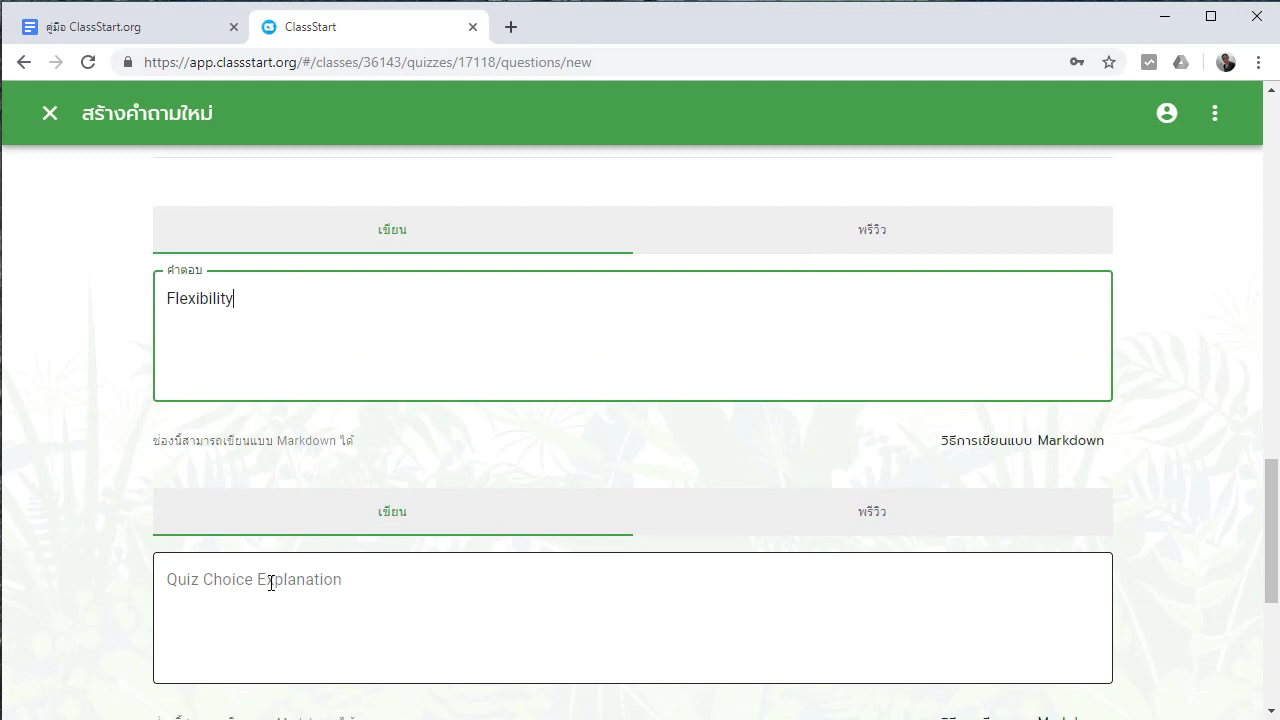 คู่มือ ClassStart.org
ClassStart
https://app.classstart.org/#/classes/36143/quizzes/17118/questions/new
สร้างคำถามใหม่
เขียน
พรีวิว
คำตอบ
Flexibility
ช่องนี้สามารถเขียนแบบ Markdown ได้
วิธีการเขียนแบบ Markdown
เขียน
พรีวิว
Quiz Choice Explanation